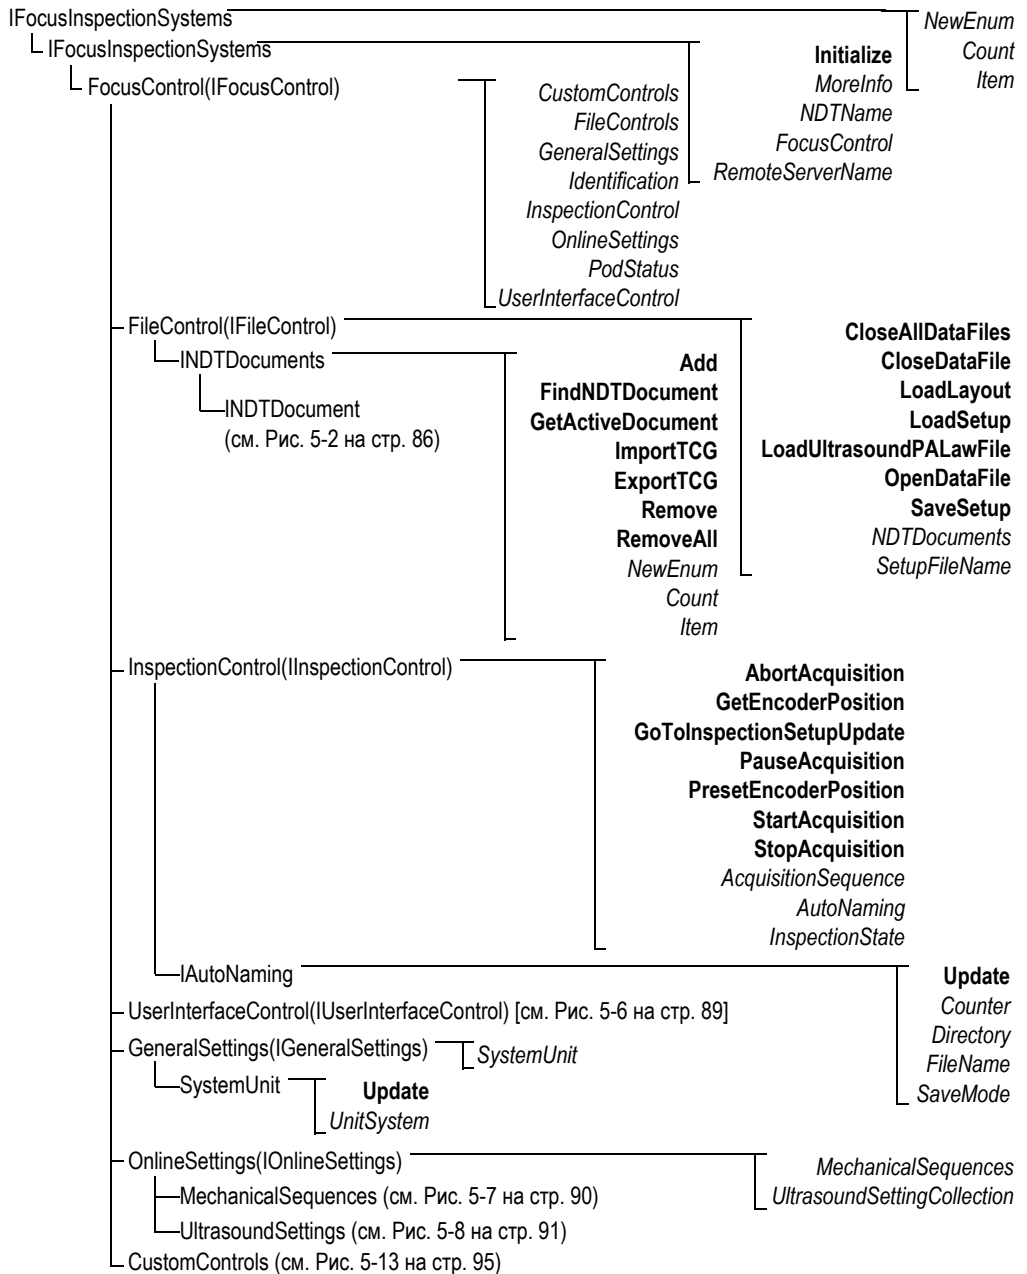 IFocusInspectionSystems
NewEnum
Count
Item
IFocusInspectionSystems
Initialize
MoreInfo
NDTName
FocusControl
RemoteServerName
FocusControl(IFocusControl)
CustomControls
FileControls
GeneralSettings
Identification
InspectionControl
OnlineSettings
PodStatus
UserInterfaceControl
FileControl(IFileControl)
CloseAllDataFiles
CloseDataFile
LoadLayout
LoadSetup
LoadUltrasoundPALawFile
OpenDataFile
SaveSetup
NDTDocuments
SetupFileName
INDTDocuments
Add
FindNDTDocument
GetActiveDocument
ImportTCG
ExportTCG
Remove
RemoveAll
NewEnum
Count
Item
INDTDocument
(см. Рис. 5-2 на стр. 86)
InspectionControl(IInspectionControl)
AbortAcquisition
GetEncoderPosition
GoToInspectionSetupUpdate
PauseAcquisition
PresetEncoderPosition
StartAcquisition
StopAcquisition
AcquisitionSequence
AutoNaming
InspectionState
IAutoNaming
Update
Counter
Directory
FileName
SaveMode
UserInterfaceControl(IUserInterfaceControl) [см. Рис. 5-6 на стр. 89]
GeneralSettings(IGeneralSettings)
SystemUnit
SystemUnit
Update
UnitSystem
OnlineSettings(IOnlineSettings)
MechanicalSequences
UltrasoundSettingCollection
MechanicalSequences (см. Рис. 5-7 на стр. 90)
UltrasoundSettings (см. Рис. 5-8 на стр. 91)
CustomControls (см. Рис. 5-13 на стр. 95)